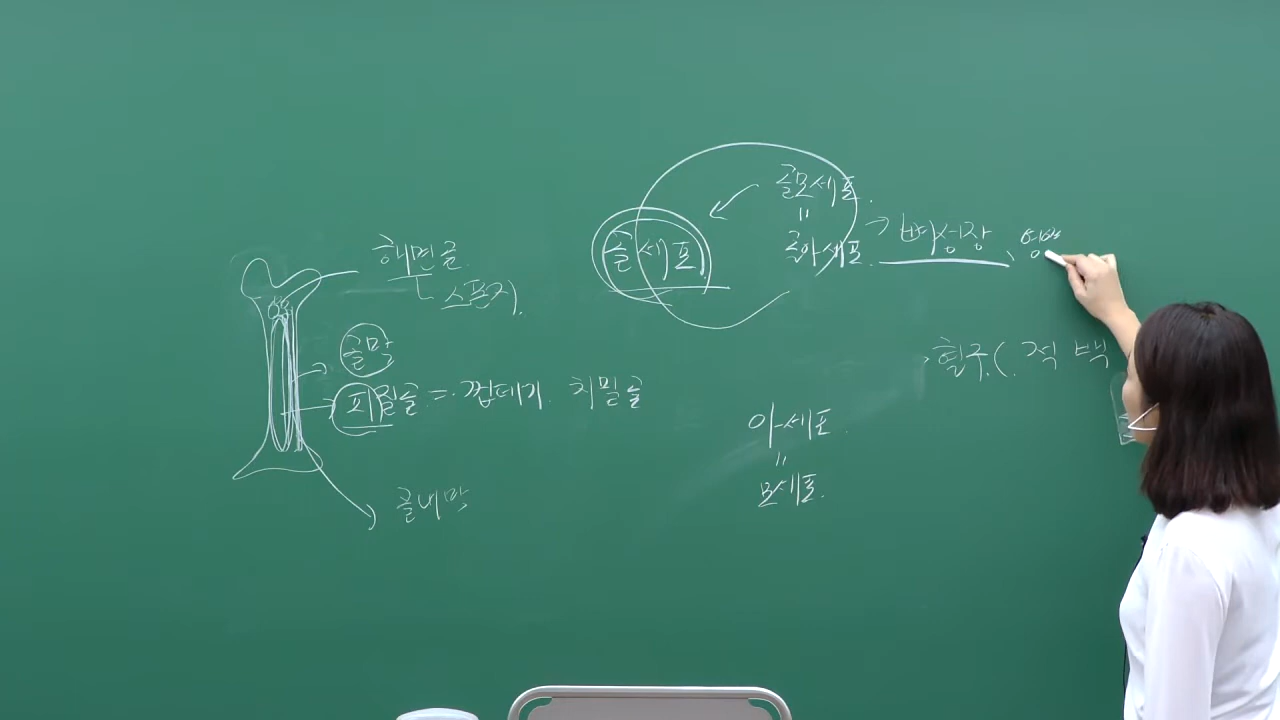 해면골
스폰지
골막
피질골 = 껍데기 치밀골
골내막
골세포
골모세포
=
골아세포
뼈성장
혈구( 적 백
아세포
=
모세포